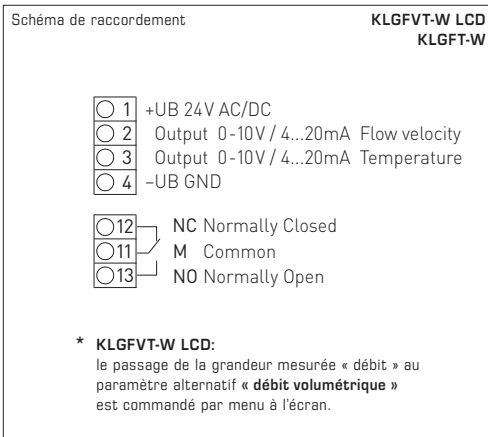 Schéma de raccordement KLGFVT-W LCD
KLGFT-W
1 +UB 24V AC/DC
2 Output 0-10V / 4...20mA Flow velocity
3 Output 0-10V / 4...20mA Temperature
4 –UB GND
12 NC Normally Closed
11 M Common
13 NO Normally Open
* KLGFVT-W LCD:
le passage de la grandeur mesurée « débit » au
paramètre alternatif « débit volumétrique »
est commandé par menu à l'écran.